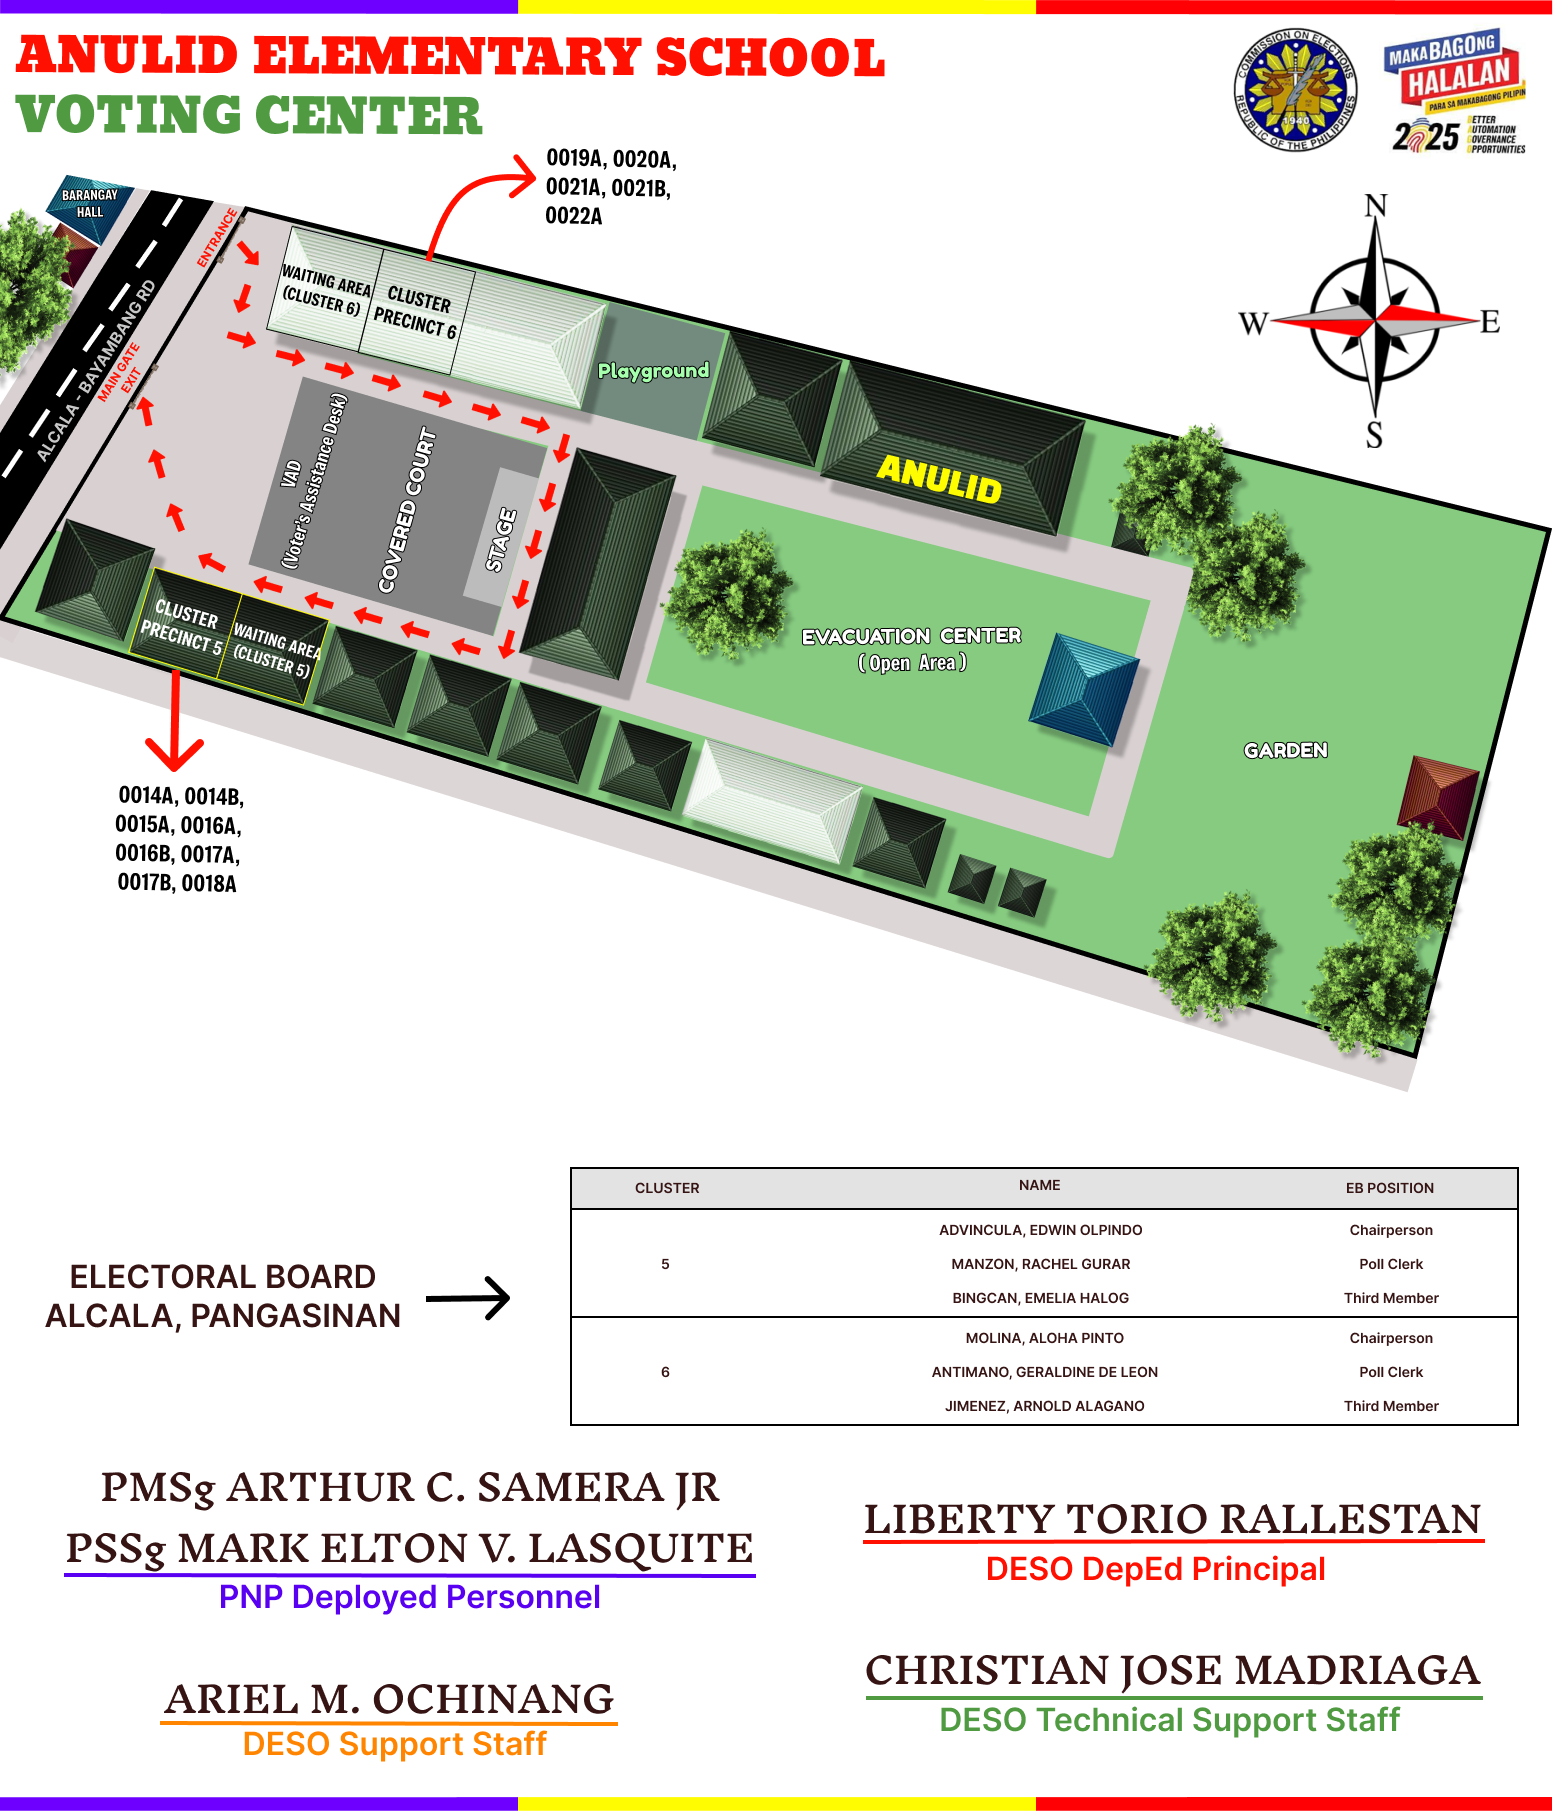 ANULID ELEMENTARY SCHOOL
VOTING CENTER
COMMISSION ON ELECTIONS
REPUBLIC OF THE PHILIPPINES
1940
MAKABAGONG
HALALAN
PARA SA MAKABAGONG PILIPIN
2025 BETTER
AUTOMATION
GOVERNANCE
OPPORTUNITIES
0019A, 0020A,
0021A, 0021B,
0022A
N
W
E
S
BARANGAY
HALL
ENTRANCE
ALCALA - BAYAMBANG RD
MAIN GATE
EXIT
WAITING AREA
(CLUSTER 6)
CLUSTER
PRECINCT 6
Playground
ANULID
VAD
(Voter's Assistance Desk)
COVERED COURT
STAGE
CLUSTER
PRECINCT 5
WAITING AREA
(CLUSTER 5)
EVACUATION CENTER
( Open Area )
GARDEN
0014A, 0014B,
0015A, 0016A,
0016B, 0017A,
0017B, 0018A
ELECTORAL BOARD
ALCALA, PANGASINAN
CLUSTER NAME EB POSITION
ADVINCULA, EDWIN OLPINDO Chairperson
5 MANZON, RACHEL GURAR Poll Clerk
BINGCAN, EMELIA HALOG Third Member
MOLINA, ALOHA PINTO Chairperson
6 ANTIMANO, GERALDINE DE LEON Poll Clerk
JIMENEZ, ARNOLD ALAGANO Third Member
PMSg ARTHUR C. SAMERA JR
PSSg MARK ELTON V. LASQUITE
PNP Deployed Personnel
LIBERTY TORIO RALLESTAN
DESO DepEd Principal
ARIEL M. OCHINANG
DESO Support Staff
CHRISTIAN JOSE MADRIAGA
DESO Technical Support Staff